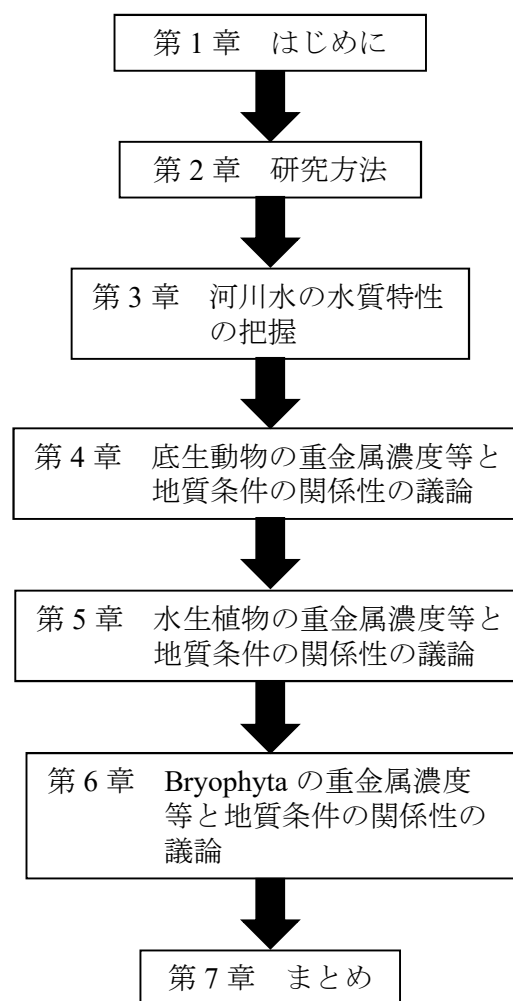 第1章　はじめに
第2章　研究方法
第3章　河川水の水質特性
の把握
第4章　底生動物の重金属濃度等と
地質条件の関係性の議論
第5章　水生植物の重金属濃度等と
地質条件の関係性の議論
第6章　Bryophyta の重金属濃度
等と地質条件の関係性の
議論
第7章　まとめ